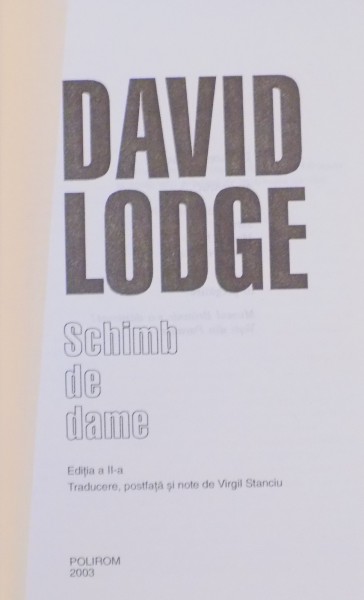 DAVID
LODGE
Schimb
de
dame
Ediția a II-a
Traducere, postfață și note de Virgil Stanciu
POLIROM
2003